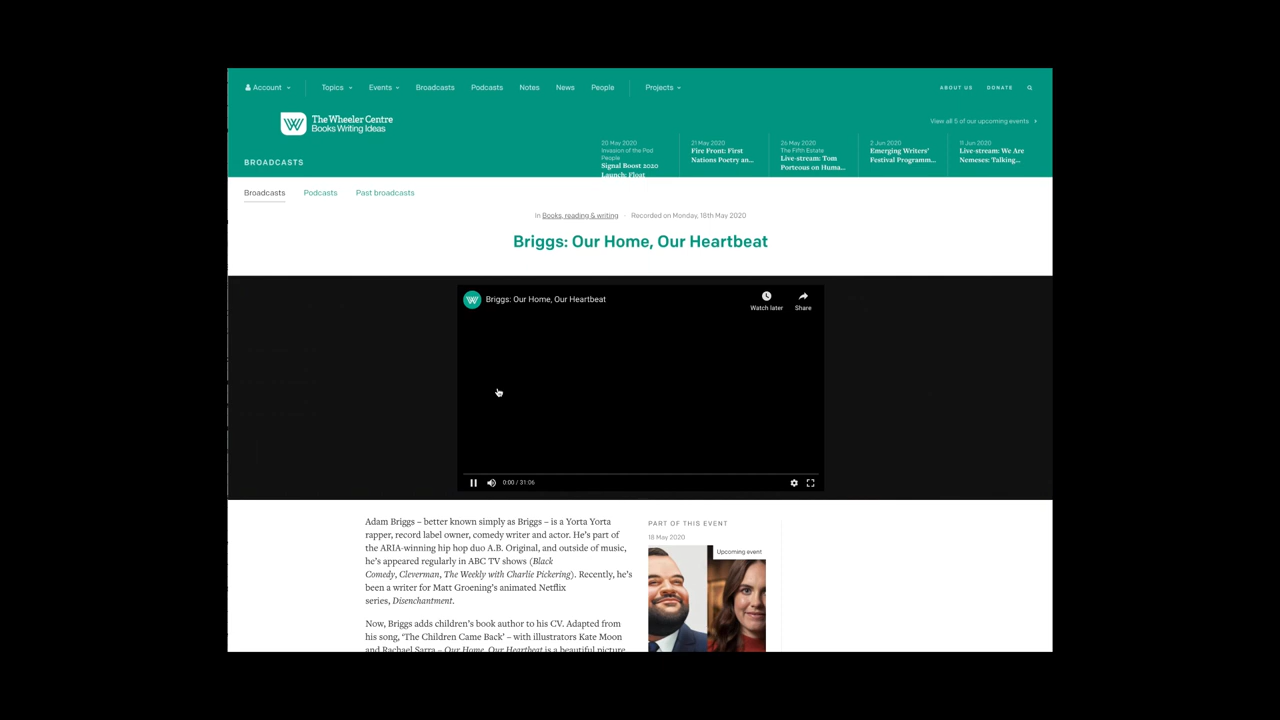 Account
Topics
Events
Broadcasts
Podcasts
Notes
News
People
Projects
ABOUT US
DONATE
The Wheeler Centre
Books Writing Ideas
View all 5 of our upcoming events
BROADCASTS
20 May 2020
Invasion of the Pod
People
Signal Boost 2020
Launch: Float
21 May 2020
Fire Front: First
Nations Poetry an...
26 May 2020
The Fifth Estate
Live-stream: Tom
Porteous on Huma...
2 Jun 2020
Emerging Writers'
Festival Programm...
11 Jun 2020
Live-stream: We Are
Nemeses: Talking...
Broadcasts
Podcasts
Past broadcasts
In Books, reading & writing · Recorded on Monday, 18th May 2020
Briggs: Our Home, Our Heartbeat
Briggs: Our Home, Our Heartbeat
Watch later
Share
0:00 / 31:06
Adam Briggs – better known simply as Briggs – is a Yorta Yorta
rapper, record label owner, comedy writer and actor. He's part of
the ARIA-winning hip hop duo A.B. Original, and outside of music,
he's appeared regularly in ABC TV shows (Black
Comedy, Cleverman, The Weekly with Charlie Pickering). Recently, he's
been a writer for Matt Groening's animated Netflix
series, Disenchantment.
Now, Briggs adds children's book author to his CV. Adapted from
his song, 'The Children Came Back' – with illustrators Kate Moon
and Rachael Sarra – Our Home, Our Heartbeat is a beautiful picture
PART OF THIS EVENT
18 May 2020
Upcoming event